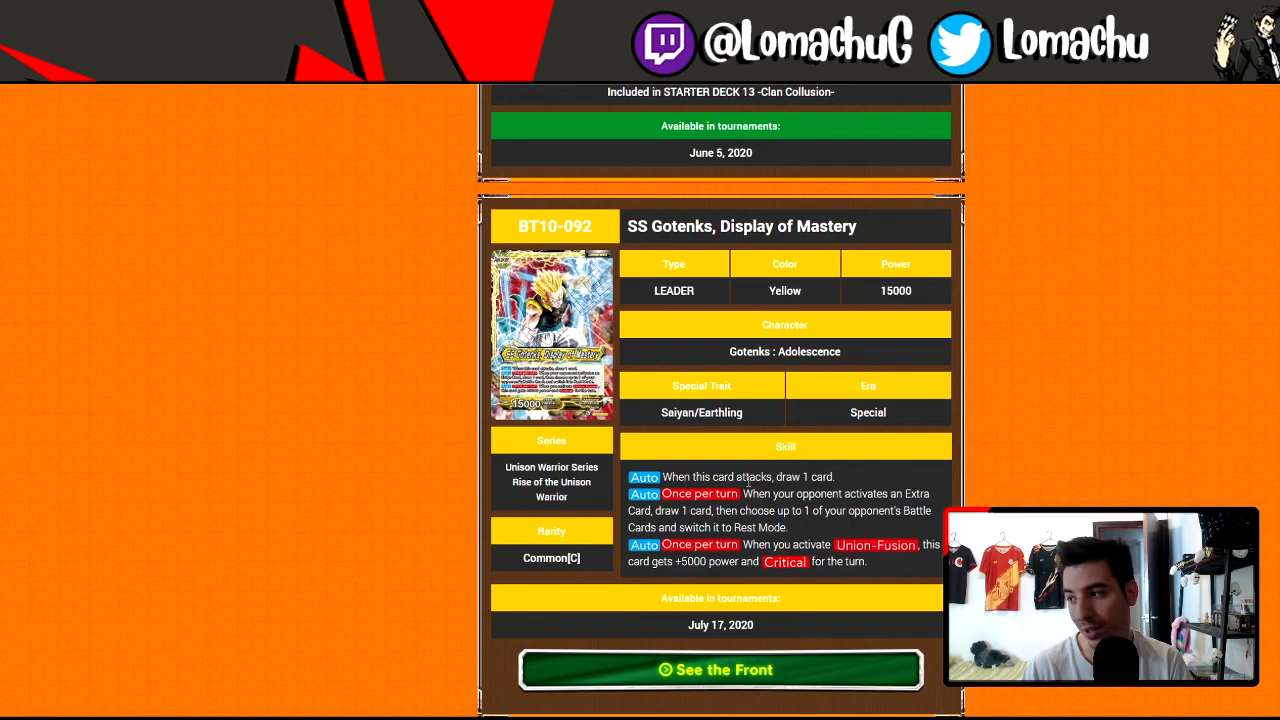 @LomachuG Lomachu
Included in STARTER DECK 13 -Clan Collusion-
Available in tournaments:
June 5, 2020
BT10-092 SS Gotenks, Display of Mastery
Type Color Power
LEADER Yellow 15000
Character
Gotenks : Adolescence
Special Trait Era
Saiyan/Earthling Special
Series
Unison Warrior Series
Rise of the Unison
Warrior
Rarity
Common[C]
Skill
Auto When this card attacks, draw 1 card.
Auto Once per turn When your opponent activates an Extra
Card, draw 1 card, then choose up to 1 of your opponent's Battle
Cards and switch it to Rest Mode.
Auto Once per turn When you activate Union-Fusion, this
card gets +5000 power and Critical for the turn.
SS Gotenks, Display of Mastery
15000
Available in tournaments:
July 17, 2020
See the Front